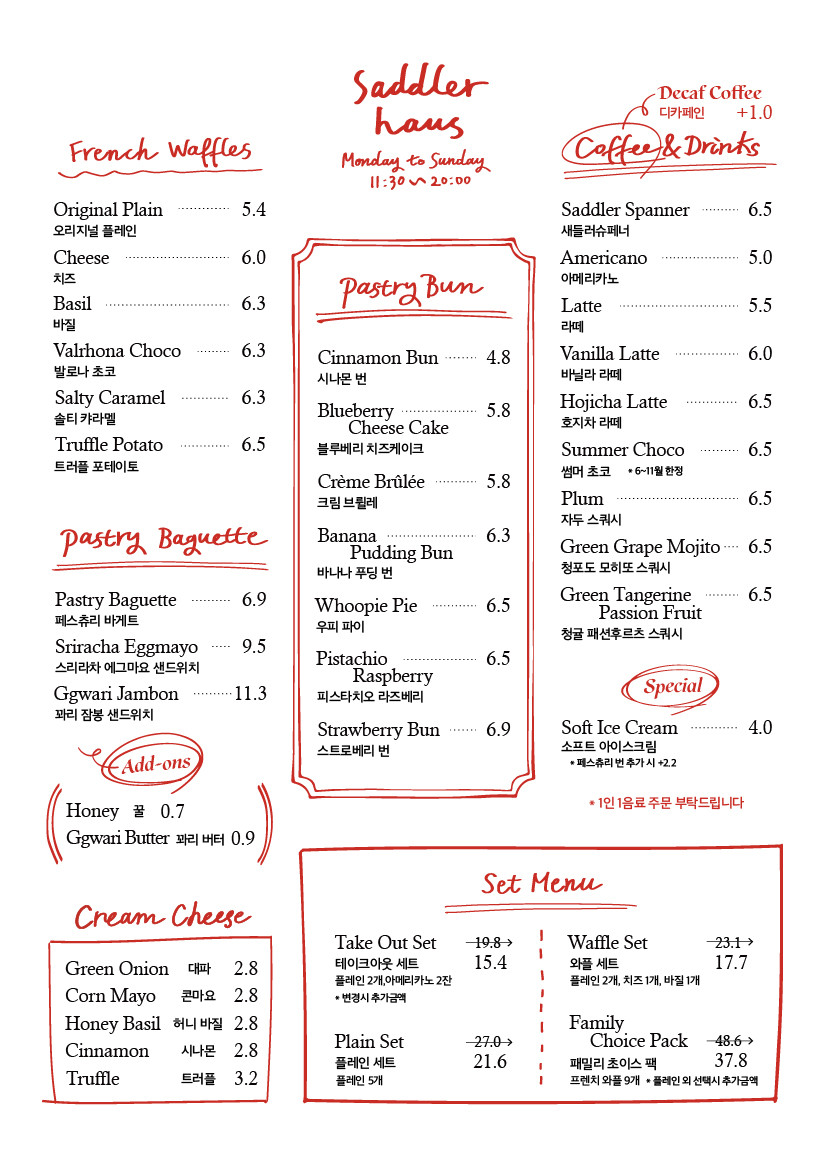 Saddler
haus
Monday to Sunday
11:30 ~ 20:00
French Waffles
Original Plain 5.4
오리지널 플레인
Cheese 6.0
치즈
Basil 6.3
바질
Valrhona Choco 6.3
발로나 초코
Salty Caramel 6.3
솔티 캬라멜
Truffle Potato 6.5
트러플 포테이토
Pastry Baguette
Pastry Baguette 6.9
페스츄리 바게트
Sriracha Eggmayo 9.5
스리라차 에그마요 샌드위치
Ggwari Jambon 11.3
꽈리 잠봉 샌드위치
Add-ons
Honey 꿀 0.7
Ggwari Butter 꽈리 버터 0.9
Cream Cheese
Green Onion 대파 2.8
Corn Mayo 콘마요 2.8
Honey Basil 허니 바질 2.8
Cinnamon 시나몬 2.8
Truffle 트러플 3.2
Pastry Bun
Cinnamon Bun 4.8
시나몬 번
Blueberry 5.8
Cheese Cake
블루베리 치즈케이크
Crème Brûlée 5.8
크림 브륄레
Banana 6.3
Pudding Bun
바나나 푸딩 번
Whoopie Pie 6.5
우피 파이
Pistachio 6.5
Raspberry
피스타치오 라즈베리
Strawberry Bun 6.9
스트로베리 번
Decaf Coffee
디카페인 +1.0
Coffee & Drinks
Saddler Spanner 6.5
새들러슈페너
Americano 5.0
아메리카노
Latte 5.5
라떼
Vanilla Latte 6.0
바닐라 라떼
Hojicha Latte 6.5
호지차 라떼
Summer Choco 6.5
썸머 초코 * 6~11월 한정
Plum 6.5
자두 스쿼시
Green Grape Mojito 6.5
청포도 모히또 스쿼시
Green Tangerine 6.5
Passion Fruit
청귤 패션후르츠 스쿼시
Special
Soft Ice Cream 4.0
소프트 아이스크림
* 페스츄리 번 추가 시 +2.2
* 1인 1음료 주문 부탁드립니다
Set Menu
Take Out Set 19.8→
테이크아웃 세트 15.4
플레인 2개,아메리카노 2잔
* 변경시 추가금액
Plain Set 27.0→
플레인 세트 21.6
플레인 5개
Waffle Set 23.1→
와플 세트 17.7
플레인 2개, 치즈 1개, 바질 1개
Family
Choice Pack 48.6→
패밀리 초이스 팩 37.8
프렌치 와플 9개 * 플레인 외 선택시 추가금액